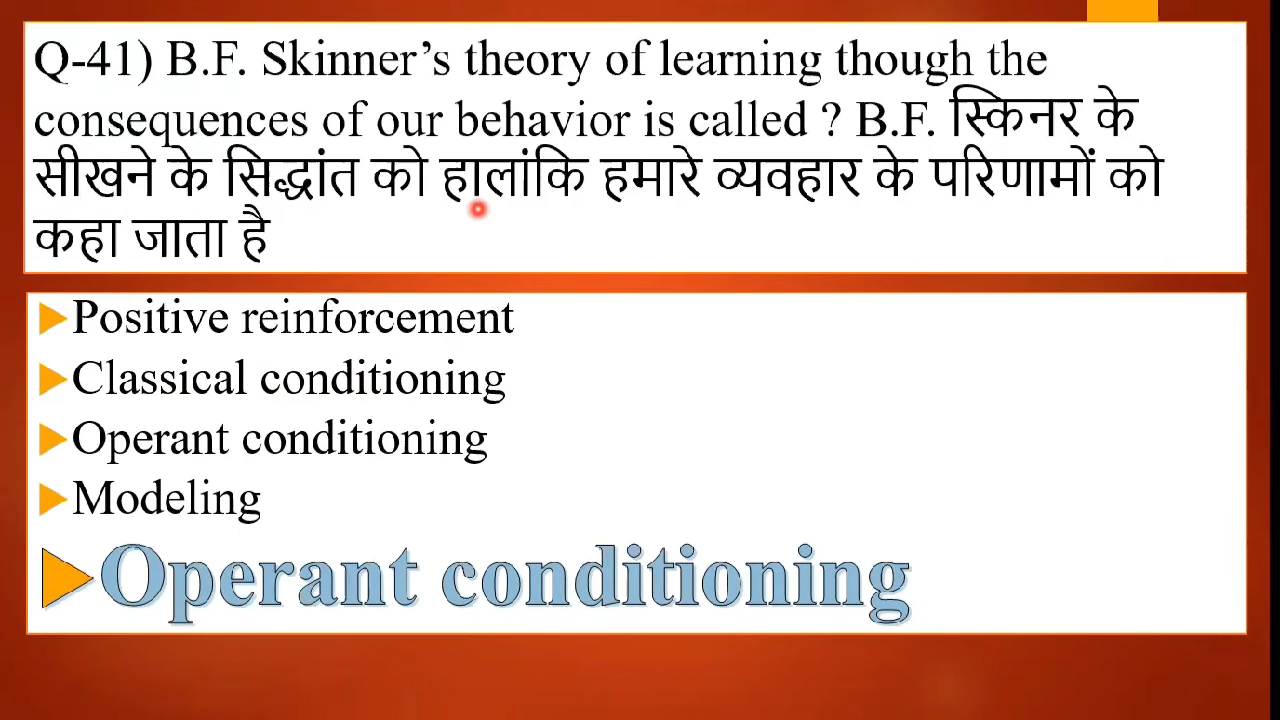 Q-41) B.F. Skinner’s theory of learning though the
consequences of our behavior is called ? B.F. स्किनर के
सीखने के सिद्धांत को हालांकि हमारे व्यवहार के परिणामों को
कहा जाता है
Positive reinforcement
Classical conditioning
Operant conditioning
Modeling
Operant conditioning